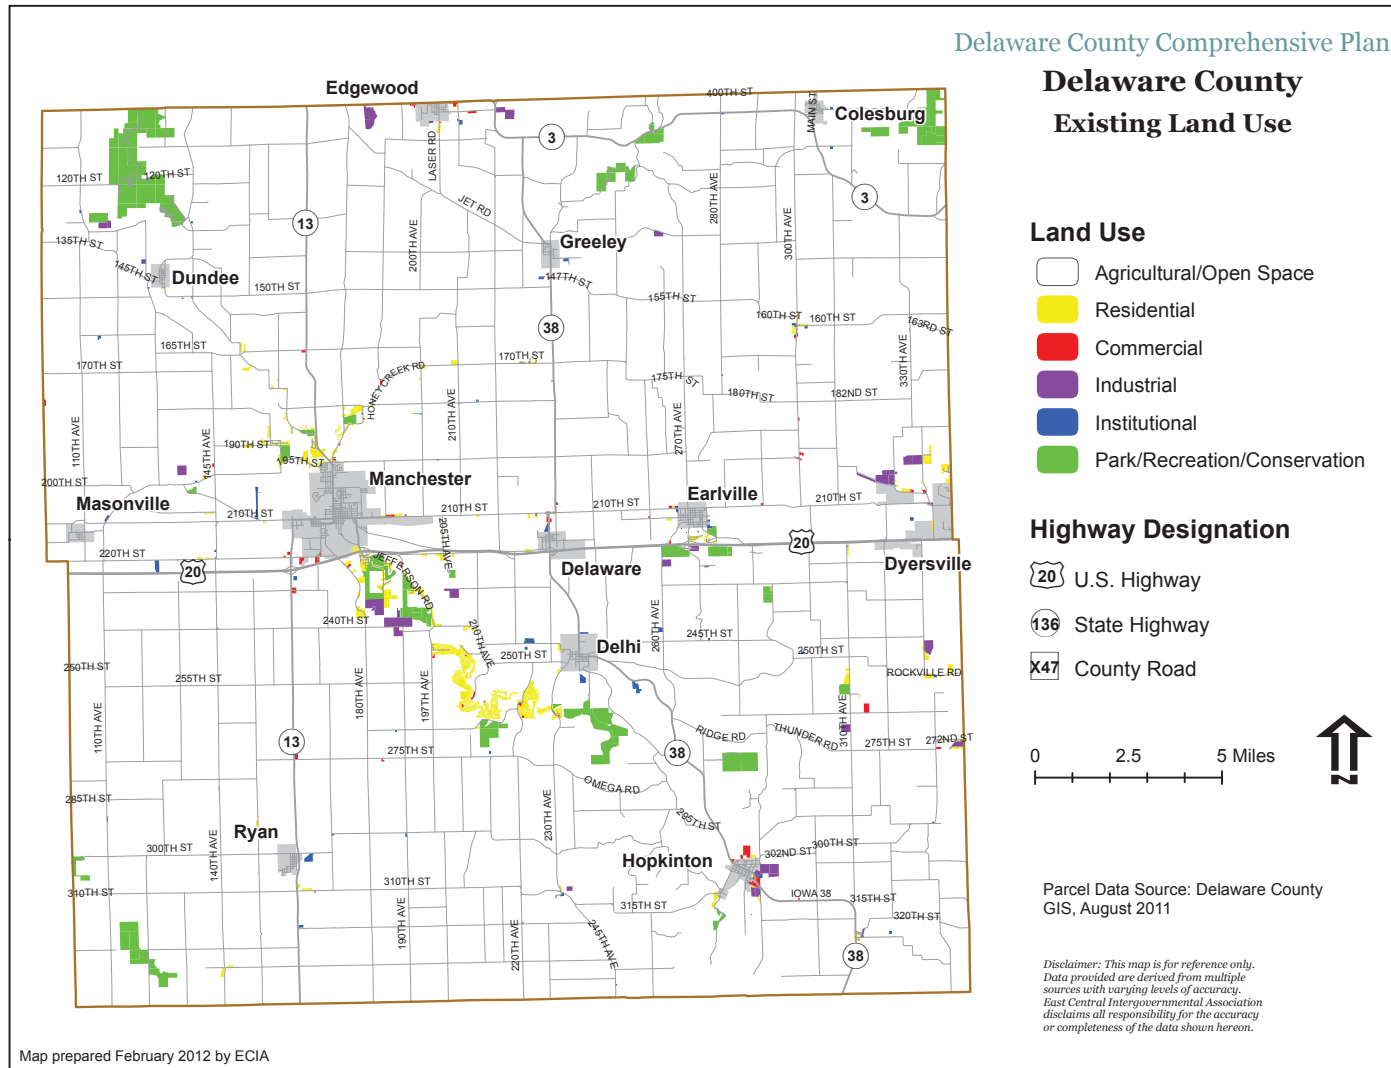 Delaware County Comprehensive Plan
Delaware County
Existing Land Use
Edgewood
400TH ST
MAIN ST
Colesburg
3
LASER RD
120TH ST
120TH ST
JET RD
280TH AVE
3
13
200TH AVE
300TH AVE
135TH ST
Greeley
145TH ST
Dundee
147TH ST
150TH ST
155TH ST
38
160TH ST
160TH ST
163RD ST
165TH ST
170TH ST
170TH ST
330TH AVE
HONEY CREEK RD
175TH ST
180TH ST
182ND ST
110TH AVE
145TH AVE
190TH ST
195TH ST
210TH AVE
270TH AVE
200TH ST
Manchester
Masonville
Earlville
210TH ST
210TH ST
210TH ST
210TH ST
205TH AVE
220TH ST
20
20
JEFFERSON RD
Delaware
Dyersville
240TH ST
210TH AVE
260TH AVE
245TH ST
Delhi
250TH ST
250TH ST
250TH ST
255TH ST
ROCKVILLE RD
110TH AVE
180TH AVE
197TH AVE
310TH AVE
13
275TH ST
38
RIDGE RD
THUNDER RD
275TH ST
272ND ST
285TH ST
OMEGA RD
230TH AVE
295TH ST
Ryan
300TH ST
140TH AVE
Hopkinton
302ND ST
300TH ST
310TH ST
310TH ST
315TH ST
IOWA 38
315TH ST
320TH ST
190TH AVE
220TH AVE
245TH AVE
38
Land Use
Agricultural/Open Space
Residential
Commercial
Industrial
Institutional
Park/Recreation/Conservation
Highway Designation
20 U.S. Highway
136 State Highway
X47 County Road
0 2.5 5 Miles
N
Parcel Data Source: Delaware County
GIS, August 2011
Disclaimer: This map is for reference only.
Data provided are derived from multiple
sources with varying levels of accuracy.
East Central Intergovernmental Association
disclaims all responsibility for the accuracy
or completeness of the data shown hereon.
Map prepared February 2012 by ECIA